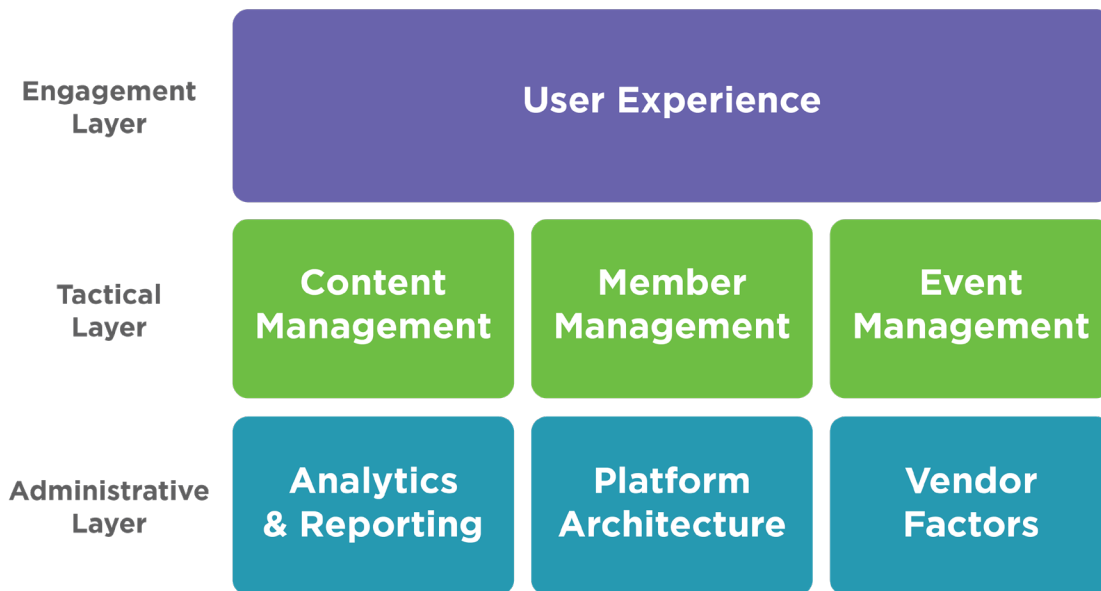 Engagement
Layer
User Experience
Tactical
Layer
Content
Management
Member
Management
Event
Management
Administrative
Layer
Analytics
& Reporting
Platform
Architecture
Vendor
Factors